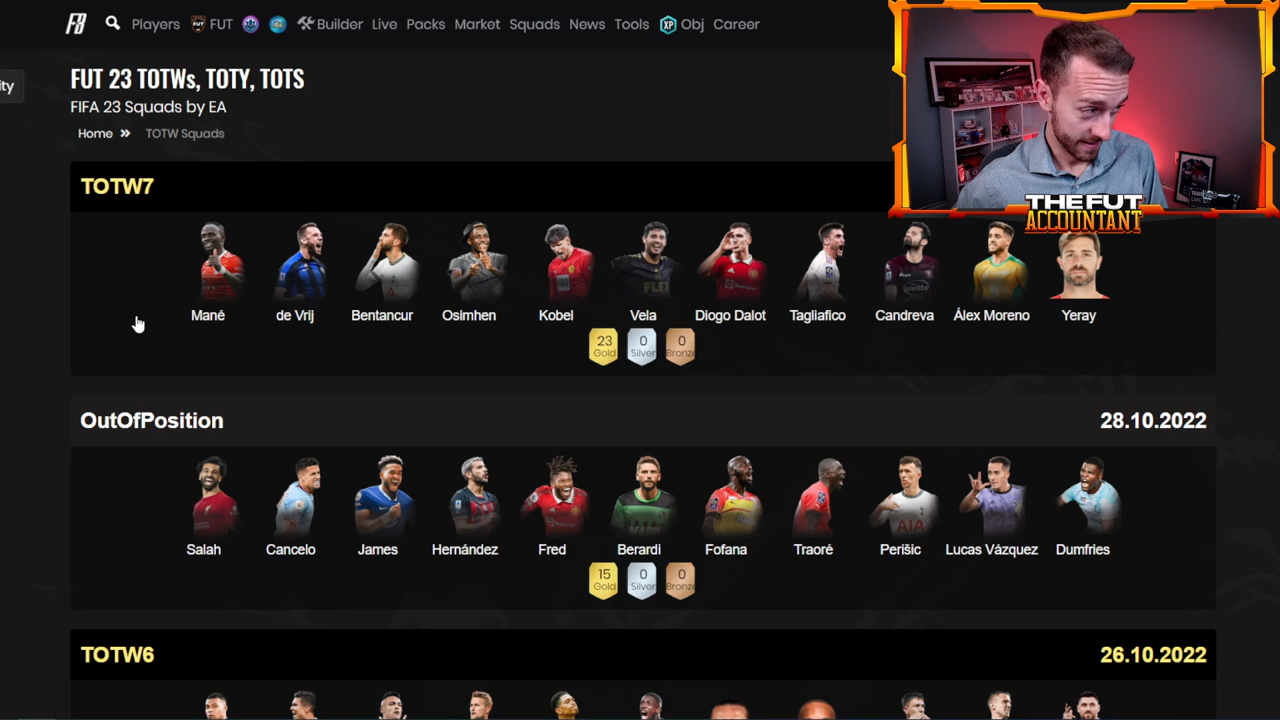 Players FUT Builder Live Packs Market Squads News Tools XP Obj Career
ty
FUT 23 TOTWs, TOTY, TOTS
FIFA 23 Squads by EA
Home » TOTW Squads
THE FUT
ACCOUNTANT
TOTW7
Mané de Vrij Bentancur Osimhen Kobel Vela Diogo Dalot Tagliafico Candreva Álex Moreno Yeray
23 0 0
Gold Silver Bronze
OutOfPosition 28.10.2022
Salah Cancelo James Hernández Fred Berardi Fofana Traoré Perišic Lucas Vázquez Dumfries
15 0 0
Gold Silver Bronze
TOTW6 26.10.2022